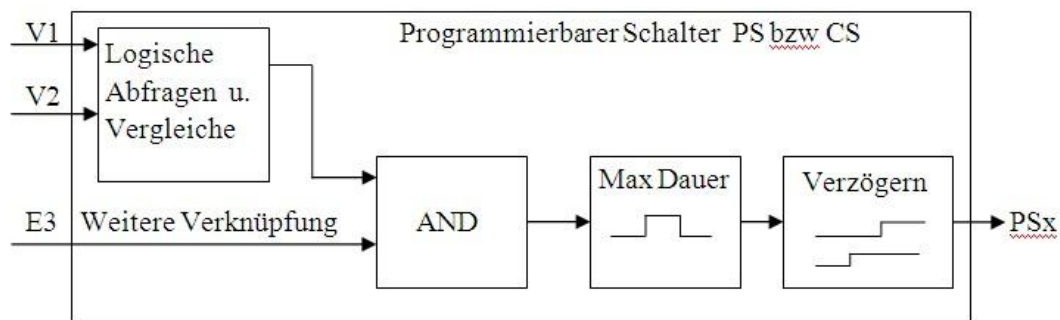 V1
Programmierbarer Schalter PS bzw CS
Logische
Abfragen u.
Vergleiche
V2
Max Dauer
Verzögern
E3
Weitere Verknüpfung
AND
PSx